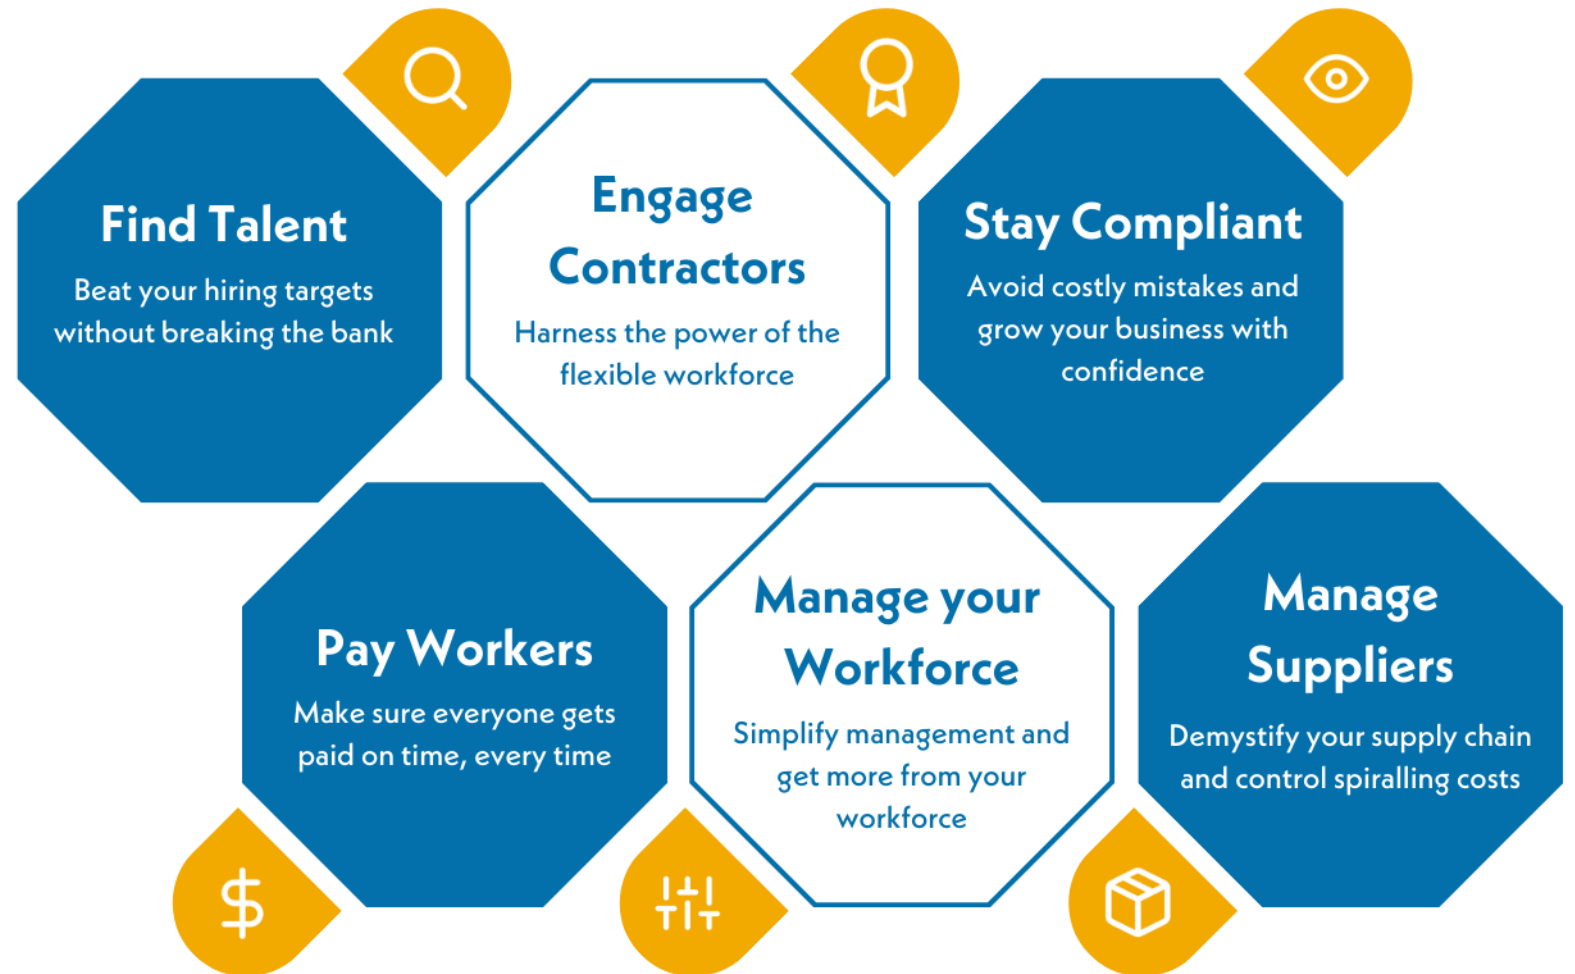 Find Talent
Beat your hiring targets
without breaking the bank
Engage
Contractors
Harness the power of the
flexible workforce
Stay Compliant
Avoid costly mistakes and
grow your business with
confidence
Pay Workers
Make sure everyone gets
paid on time, every time
Manage your
Workforce
Simplify management and
get more from your
workforce
Manage
Suppliers
Demystify your supply chain
and control spiralling costs